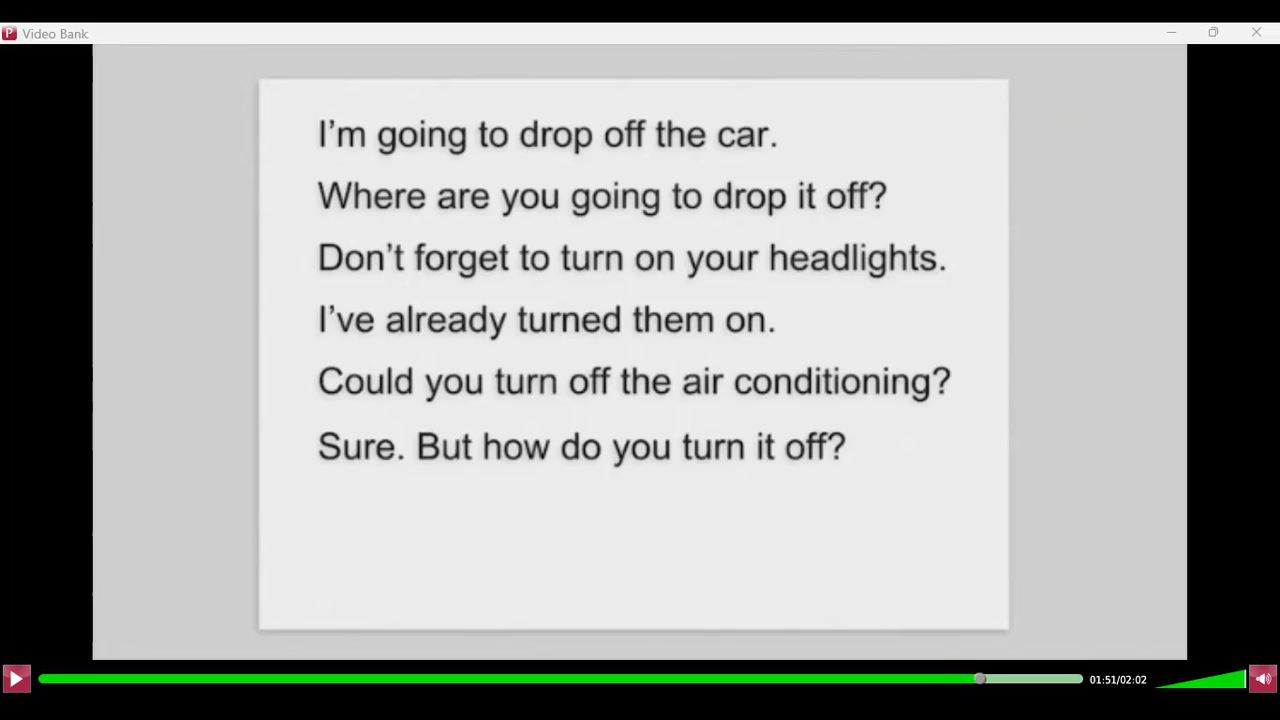 Video Bank
I'm going to drop off the car.
Where are you going to drop it off?
Don't forget to turn on your headlights.
I've already turned them on.
Could you turn off the air conditioning?
Sure. But how do you turn it off?
01:51/02:02